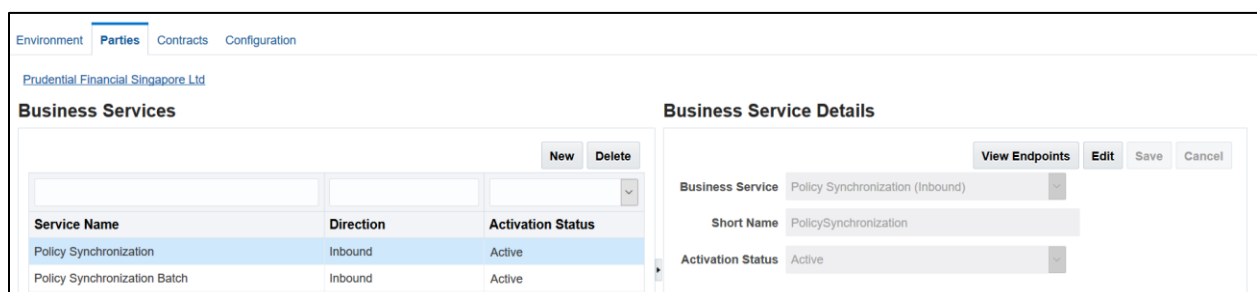 Environment Parties Contracts Configuration
Prudential Financial Singapore Ltd
Business Services
New Delete
Service Name Direction Activation Status
Policy Synchronization Inbound Active
Policy Synchronization Batch Inbound Active
Business Service Details
View Endpoints Edit Save Cancel
Business Service Policy Synchronization (Inbound)
Short Name PolicySynchronization
Activation Status Active